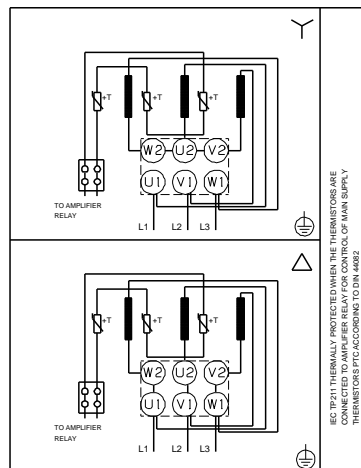 +T
+T
+T
W2 U2 V2
U1 V1 W1
TO AMPLIFIER
RELAY
L1 L2 L3
+T
+T
+T
W2 U2 V2
U1 V1 W1
TO AMPLIFIER
RELAY
L1 L2 L3
IEC TP 211 THERMALLY PROTECTED WHEN THE THERMISTORS ARE
CONNECTED TO AMPLIFIER RELAY FOR CONTROL OF MAIN SUPPLY
THERMISTORS PTC ACCORDING TO DIN 44082